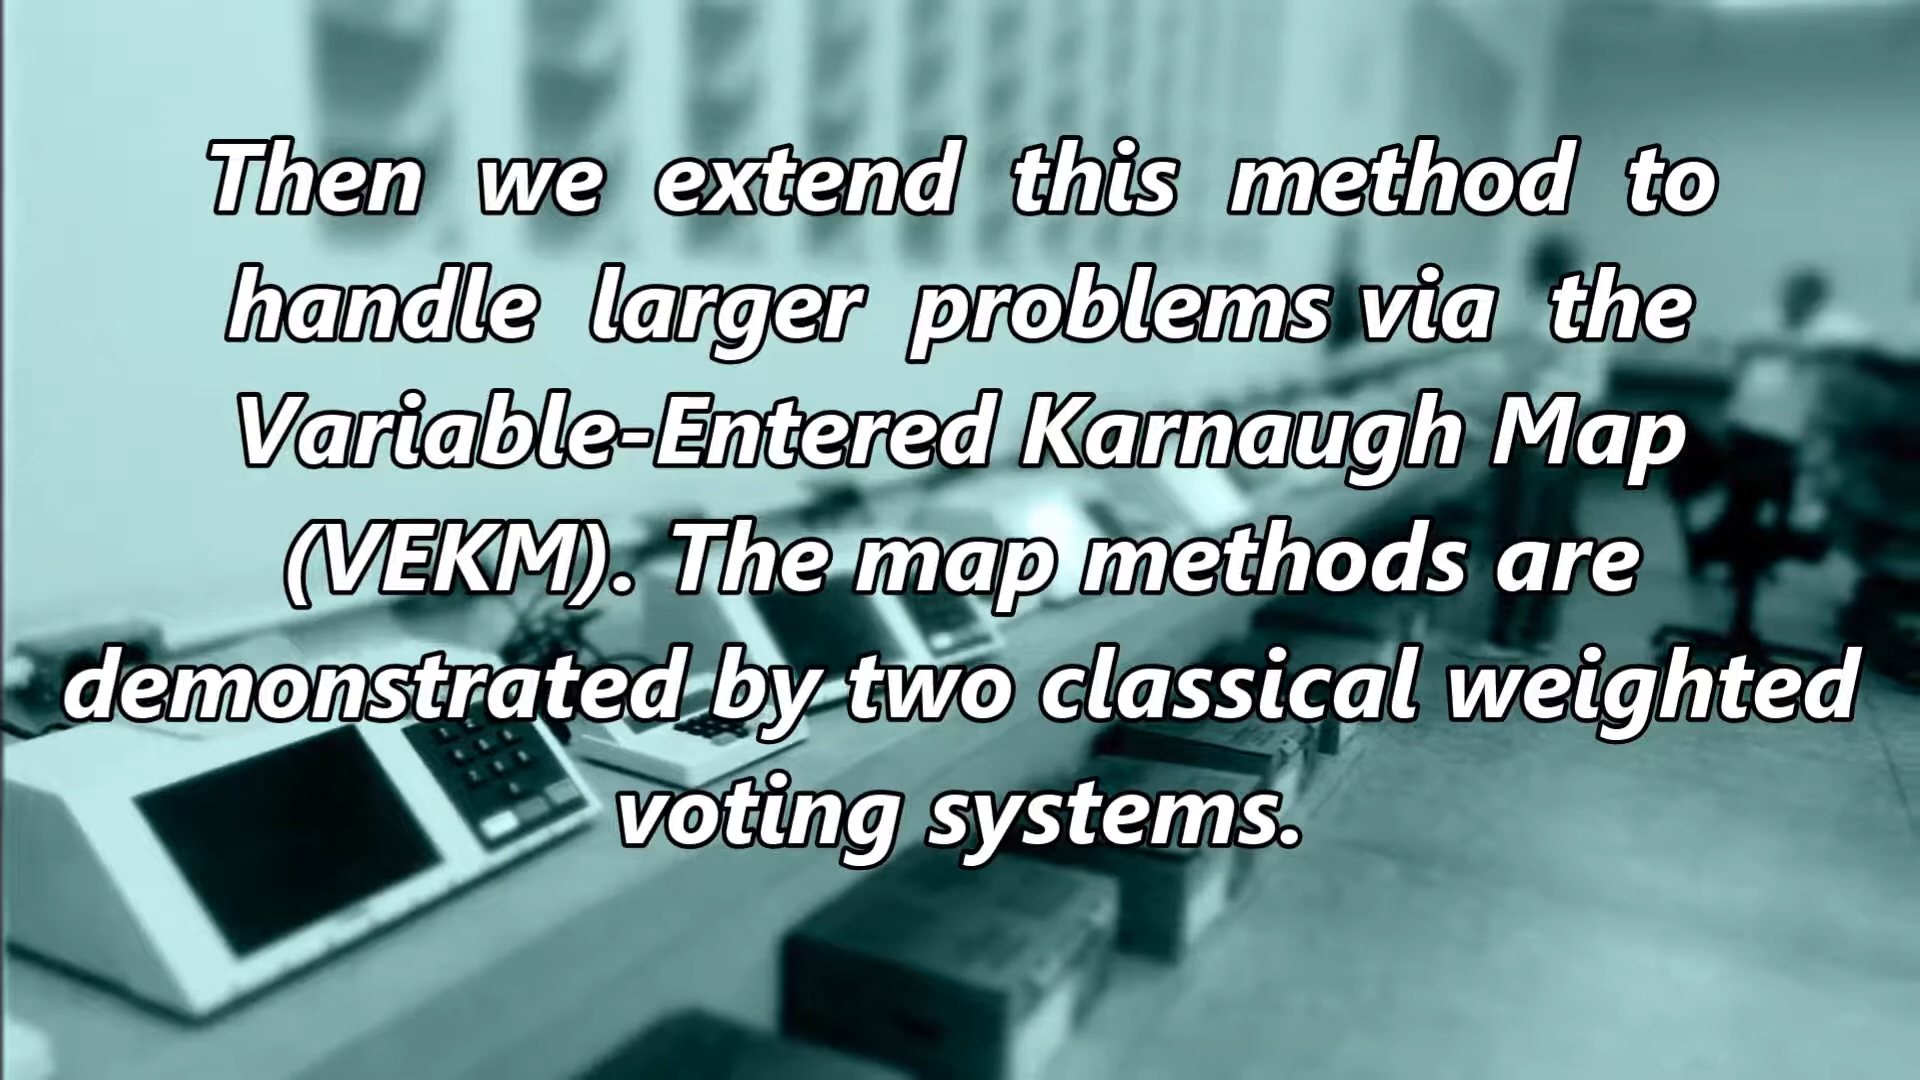 Then we extend this method to
handle larger problems via the
Variable-Entered Karnaugh Map
(VEKM). The map methods are
demonstrated by two classical weighted
voting systems.